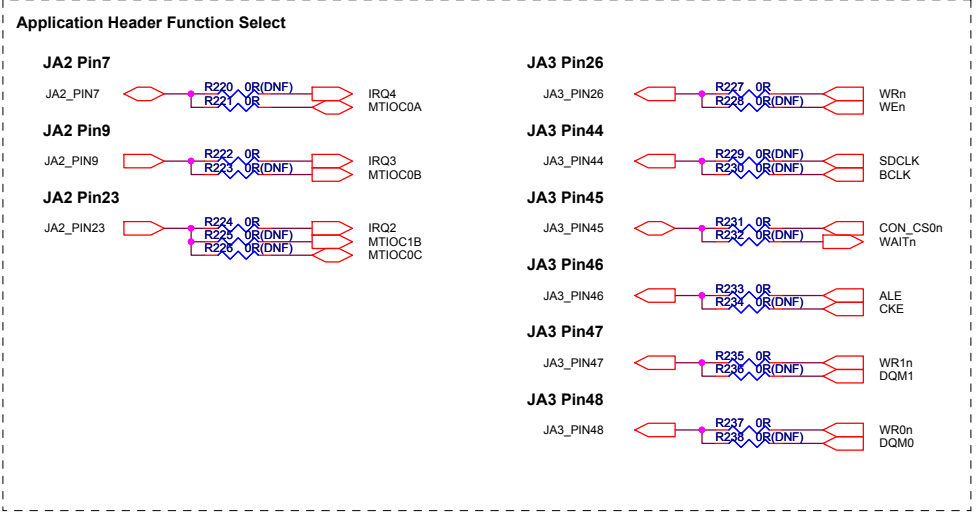 Application Header Function Select
JA2 Pin7
JA2_PIN7
R220 0R(DNF)
IRQ4
R221 0R
MTIOC0A
JA2 Pin9
JA2_PIN9
R222 0R
IRQ3
R223 0R(DNF)
MTIOC0B
JA2 Pin23
JA2_PIN23
R224 0R
IRQ2
R225 0R(DNF)
MTIOC1B
R226 0R(DNF)
MTIOC0C
JA3 Pin26
JA3_PIN26
R227 0R
WRn
R228 0R(DNF)
WEn
JA3 Pin44
JA3_PIN44
R229 0R(DNF)
SDCLK
R230 0R(DNF)
BCLK
JA3 Pin45
JA3_PIN45
R231 0R
CON_CS0n
R232 0R(DNF)
WAITn
JA3 Pin46
JA3_PIN46
R233 0R
ALE
R234 0R(DNF)
CKE
JA3 Pin47
JA3_PIN47
R235 0R
WR1n
R236 0R(DNF)
DQM1
JA3 Pin48
JA3_PIN48
R237 0R
WR0n
R238 0R(DNF)
DQM0